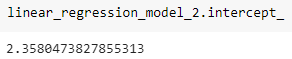 linear_regression_model_2.intercept_
2.3580473827855313